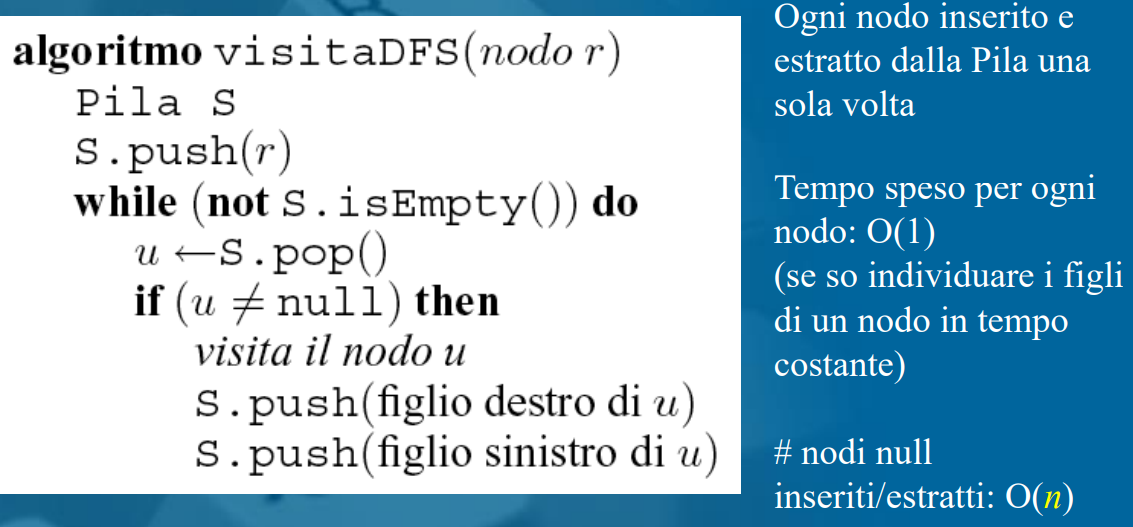 algoritmo visitaDFS(nodo r)
Pila S
S.push(r)
while (not S.isEmpty()) do
u ←S.pop()
if (u ≠ null) then
visita il nodo u
S.push(figlio destro di u)
S.push(figlio sinistro di u)
Ogni nodo inserito e
estratto dalla Pila una
sola volta
Tempo speso per ogni
nodo: O(1)
(se so individuare i figli
di un nodo in tempo
costante)
# nodi null
inseriti/estratti: O(n)